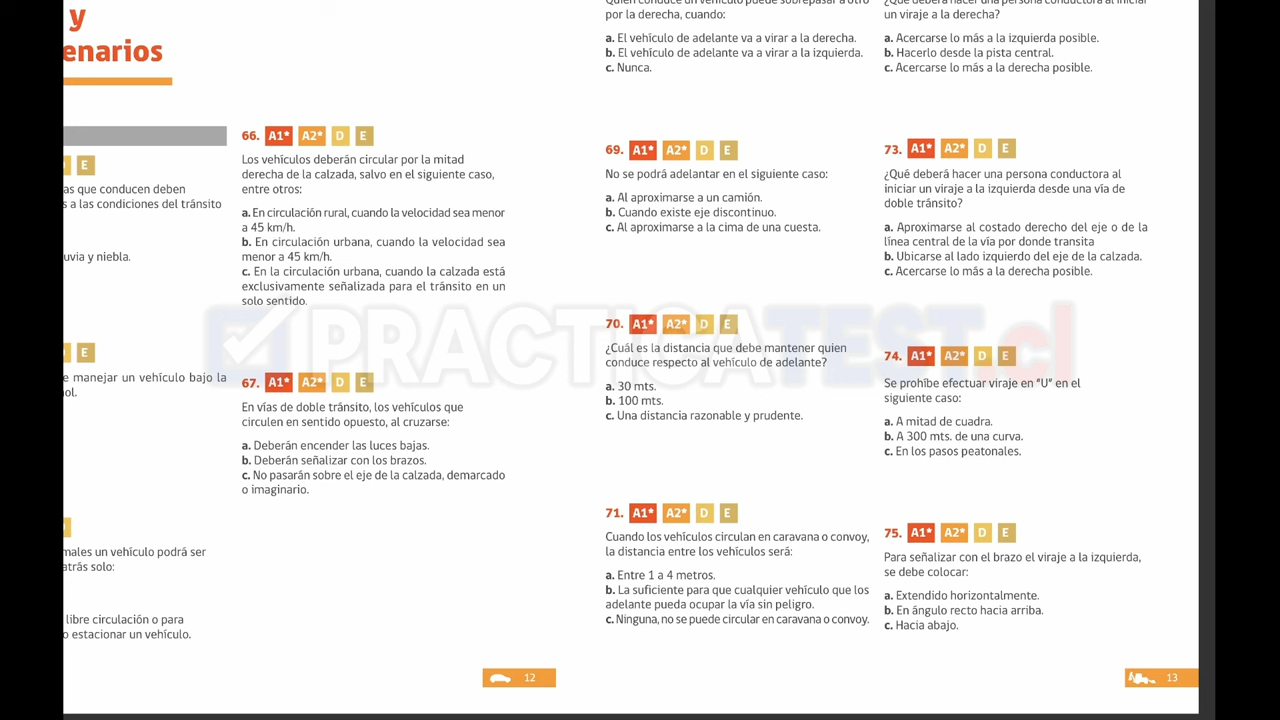 y
enarios
E
as que conducen deben
s a las condiciones del tránsito
uvia y niebla.
E
e manejar un vehículo bajo la
ol.
males un vehículo podrá ser
atrás solo:
libre circulación o para
o estacionar un vehículo.
66. A1* A2* D E
Los vehículos deberán circular por la mitad
derecha de la calzada, salvo en el siguiente caso,
entre otros:
a. En circulación rural, cuando la velocidad sea menor
a 45 km/h.
b. En circulación urbana, cuando la velocidad sea
menor a 45 km/h.
c. En la circulación urbana, cuando la calzada está
exclusivamente señalizada para el tránsito en un
solo sentido.
67. A1* A2* D E
En vías de doble tránsito, los vehículos que
circulen en sentido opuesto, al cruzarse:
a. Deberán encender las luces bajas.
b. Deberán señalizar con los brazos.
c. No pasarán sobre el eje de la calzada, demarcado
o imaginario.
12
Quien conduce un vehículo puede sobrepasar a otro
por la derecha, cuando:
a. El vehículo de adelante va a virar a la derecha.
b. El vehículo de adelante va a virar a la izquierda.
c. Nunca.
69. A1* A2* D E
No se podrá adelantar en el siguiente caso:
a. Al aproximarse a un camión.
b. Cuando existe eje discontinuo.
c. Al aproximarse a la cima de una cuesta.
70. A1* A2* D E
¿Cuál es la distancia que debe mantener quien
conduce respecto al vehículo de adelante?
a. 30 mts.
b. 100 mts.
c. Una distancia razonable y prudente.
71. A1* A2* D E
Cuando los vehículos circulan en caravana o convoy,
la distancia entre los vehículos será:
a. Entre 1 a 4 metros.
b. La suficiente para que cualquier vehículo que los
adelante pueda ocupar la vía sin peligro.
c. Ninguna, no se puede circular en caravana o convoy.
¿Qué deberá hacer una persona conductora al iniciar
un viraje a la derecha?
a. Acercarse lo más a la izquierda posible.
b. Hacerlo desde la pista central.
c. Acercarse lo más a la derecha posible.
73. A1* A2* D E
¿Qué deberá hacer una persona conductora al
iniciar un viraje a la izquierda desde una vía de
doble tránsito?
a. Aproximarse al costado derecho del eje o de la
línea central de la vía por donde transita
b. Ubicarse al lado izquierdo del eje de la calzada.
c. Acercarse lo más a la derecha posible.
74. A1* A2* D E
Se prohíbe efectuar viraje en "U" en el
siguiente caso:
a. A mitad de cuadra.
b. A 300 mts. de una curva.
c. En los pasos peatonales.
75. A1* A2* D E
Para señalizar con el brazo el viraje a la izquierda,
se debe colocar:
a. Extendido horizontalmente.
b. En ángulo recto hacia arriba.
c. Hacia abajo.
13
PRACTICATEST.cl